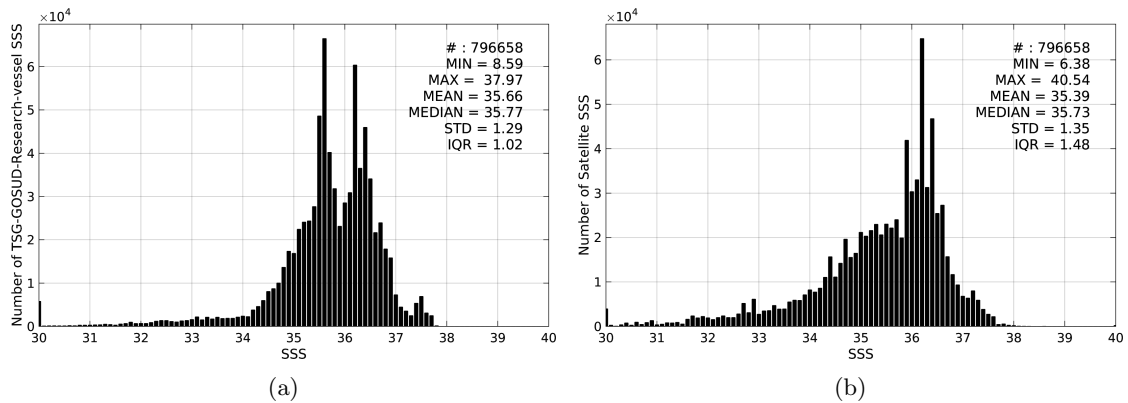 ×10⁴
Number of TSG-GOSUD-Research-vessel SSS
6
5
4
3
2
1
0
# : 796658
MIN = 8.59
MAX = 37.97
MEAN = 35.66
MEDIAN = 35.77
STD = 1.29
IQR = 1.02
30 31 32 33 34 35 36 37 38 39 40
SSS
(a)
×10⁴
Number of Satellite SSS
6
5
4
3
2
1
0
# : 796658
MIN = 6.38
MAX = 40.54
MEAN = 35.39
MEDIAN = 35.73
STD = 1.35
IQR = 1.48
30 31 32 33 34 35 36 37 38 39 40
SSS
(b)